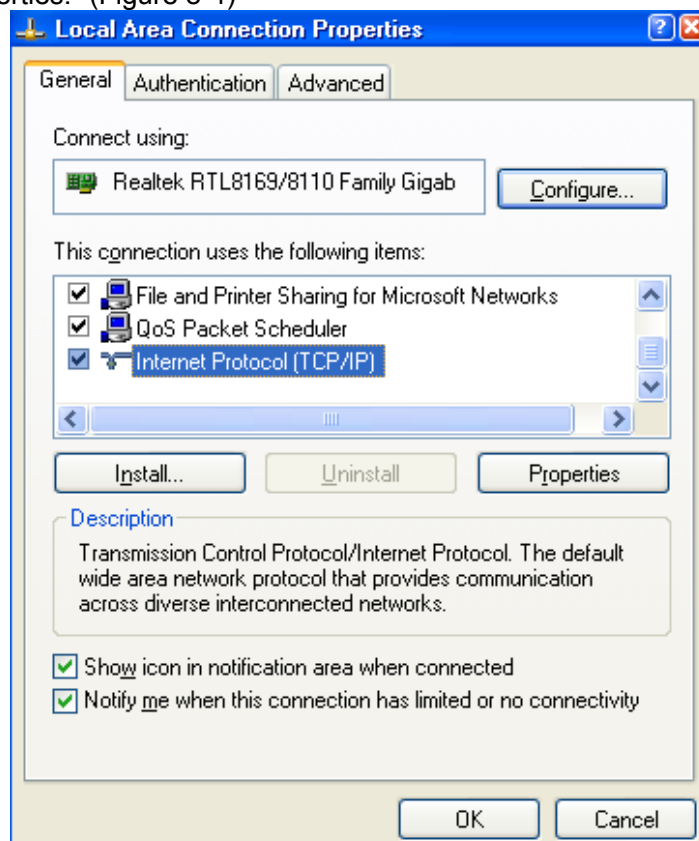 erties." (Figure 3-4)
Local Area Connection Properties
General Authentication Advanced
Connect using:
Realtek RTL8169/8110 Family Gigab Configure...
This connection uses the following items:
File and Printer Sharing for Microsoft Networks
QoS Packet Scheduler
Internet Protocol (TCP/IP)
Install... Uninstall Properties
Description
Transmission Control Protocol/Internet Protocol. The default
wide area network protocol that provides communication
across diverse interconnected networks.
Show icon in notification area when connected
Notify me when this connection has limited or no connectivity
OK Cancel